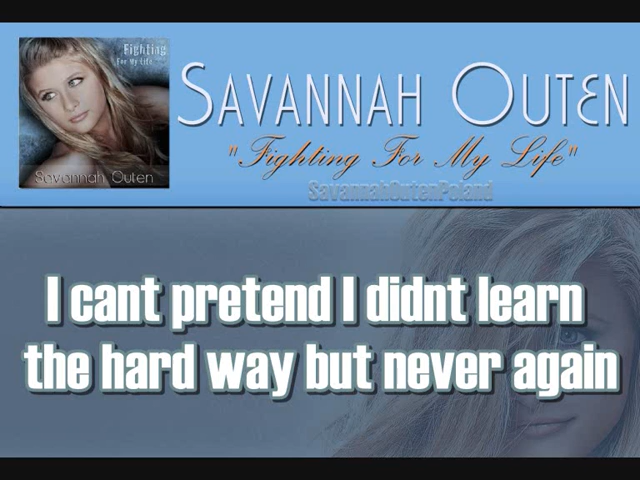 Fighting
For My Life
Savannah Outen
SAVANNAH OUTEN
"Fighting For My Life"
SavannahOutenPoland
I cant pretend I didnt learn
the hard way but never again